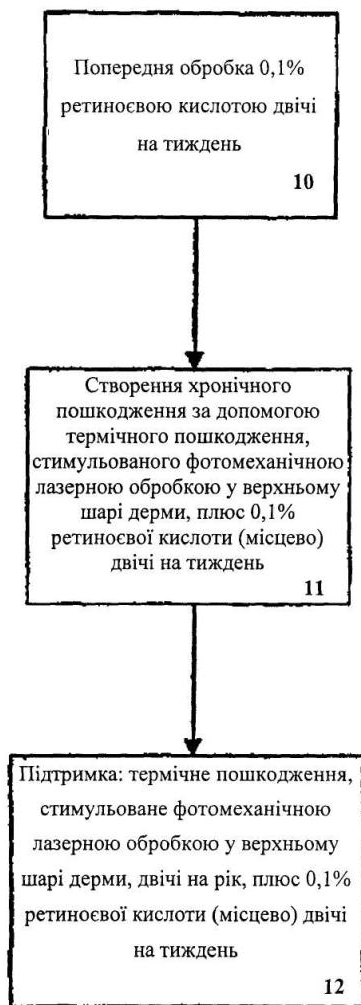 Попередня обробка 0,1%
ретиноєвою кислотою двічі
на тиждень
10
Створення хронічного
пошкодження за допомогою
термічного пошкодження,
стимульованого фотомеханічною
лазерною обробкою у верхньому
шарі дерми, плюс 0,1%
ретиноєвої кислоти (місцево)
двічі на тиждень
11
Підтримка: термічне пошкодження,
стимульоване фотомеханічною
лазерною обробкою у верхньому
шарі дерми, двічі на рік, плюс 0,1%
ретиноєвої кислоти (місцево) двічі
на тиждень
12